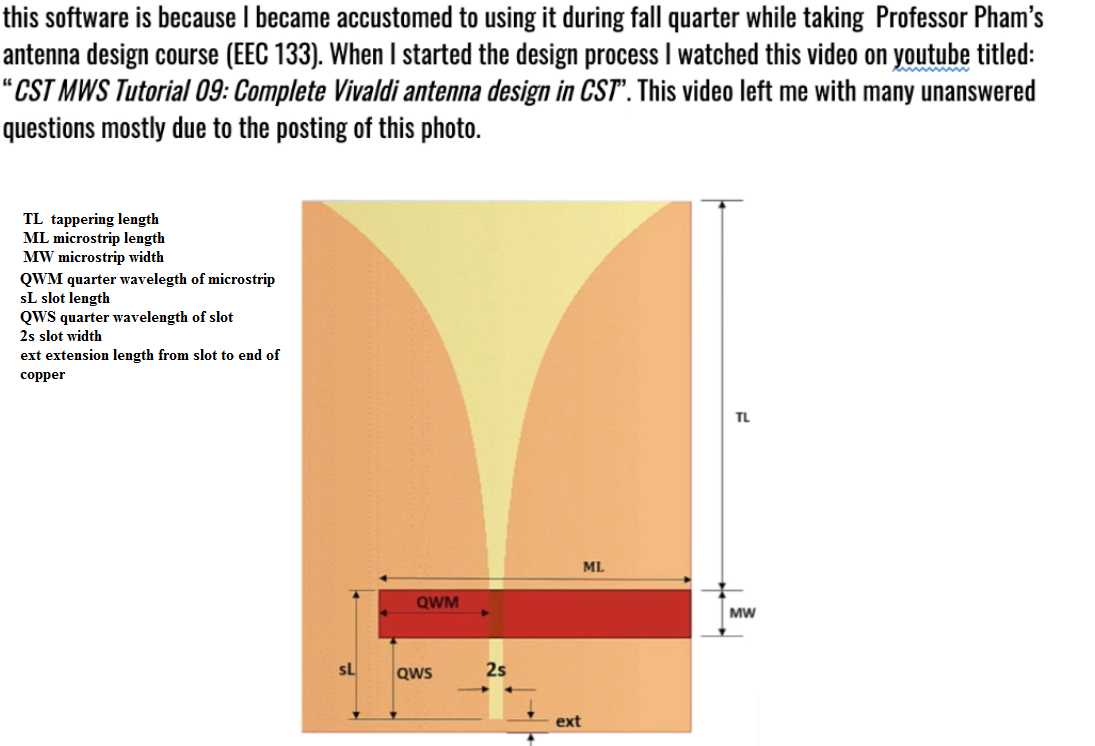 this software is because I became accustomed to using it during fall quarter while taking Professor Pham’s
antenna design course (EEC 133). When I started the design process I watched this video on youtube titled:
“CST MWS Tutorial 09: Complete Vivaldi antenna design in CST”. This video left me with many unanswered
questions mostly due to the posting of this photo.
TL tappering length
ML microstrip length
MW microstrip width
QWM quarter wavelegth of microstrip
sL slot length
QWS quarter wavelength of slot
2s slot width
ext extension length from slot to end of
copper
TL
ML
QWM
MW
sL
QWS
2s
ext